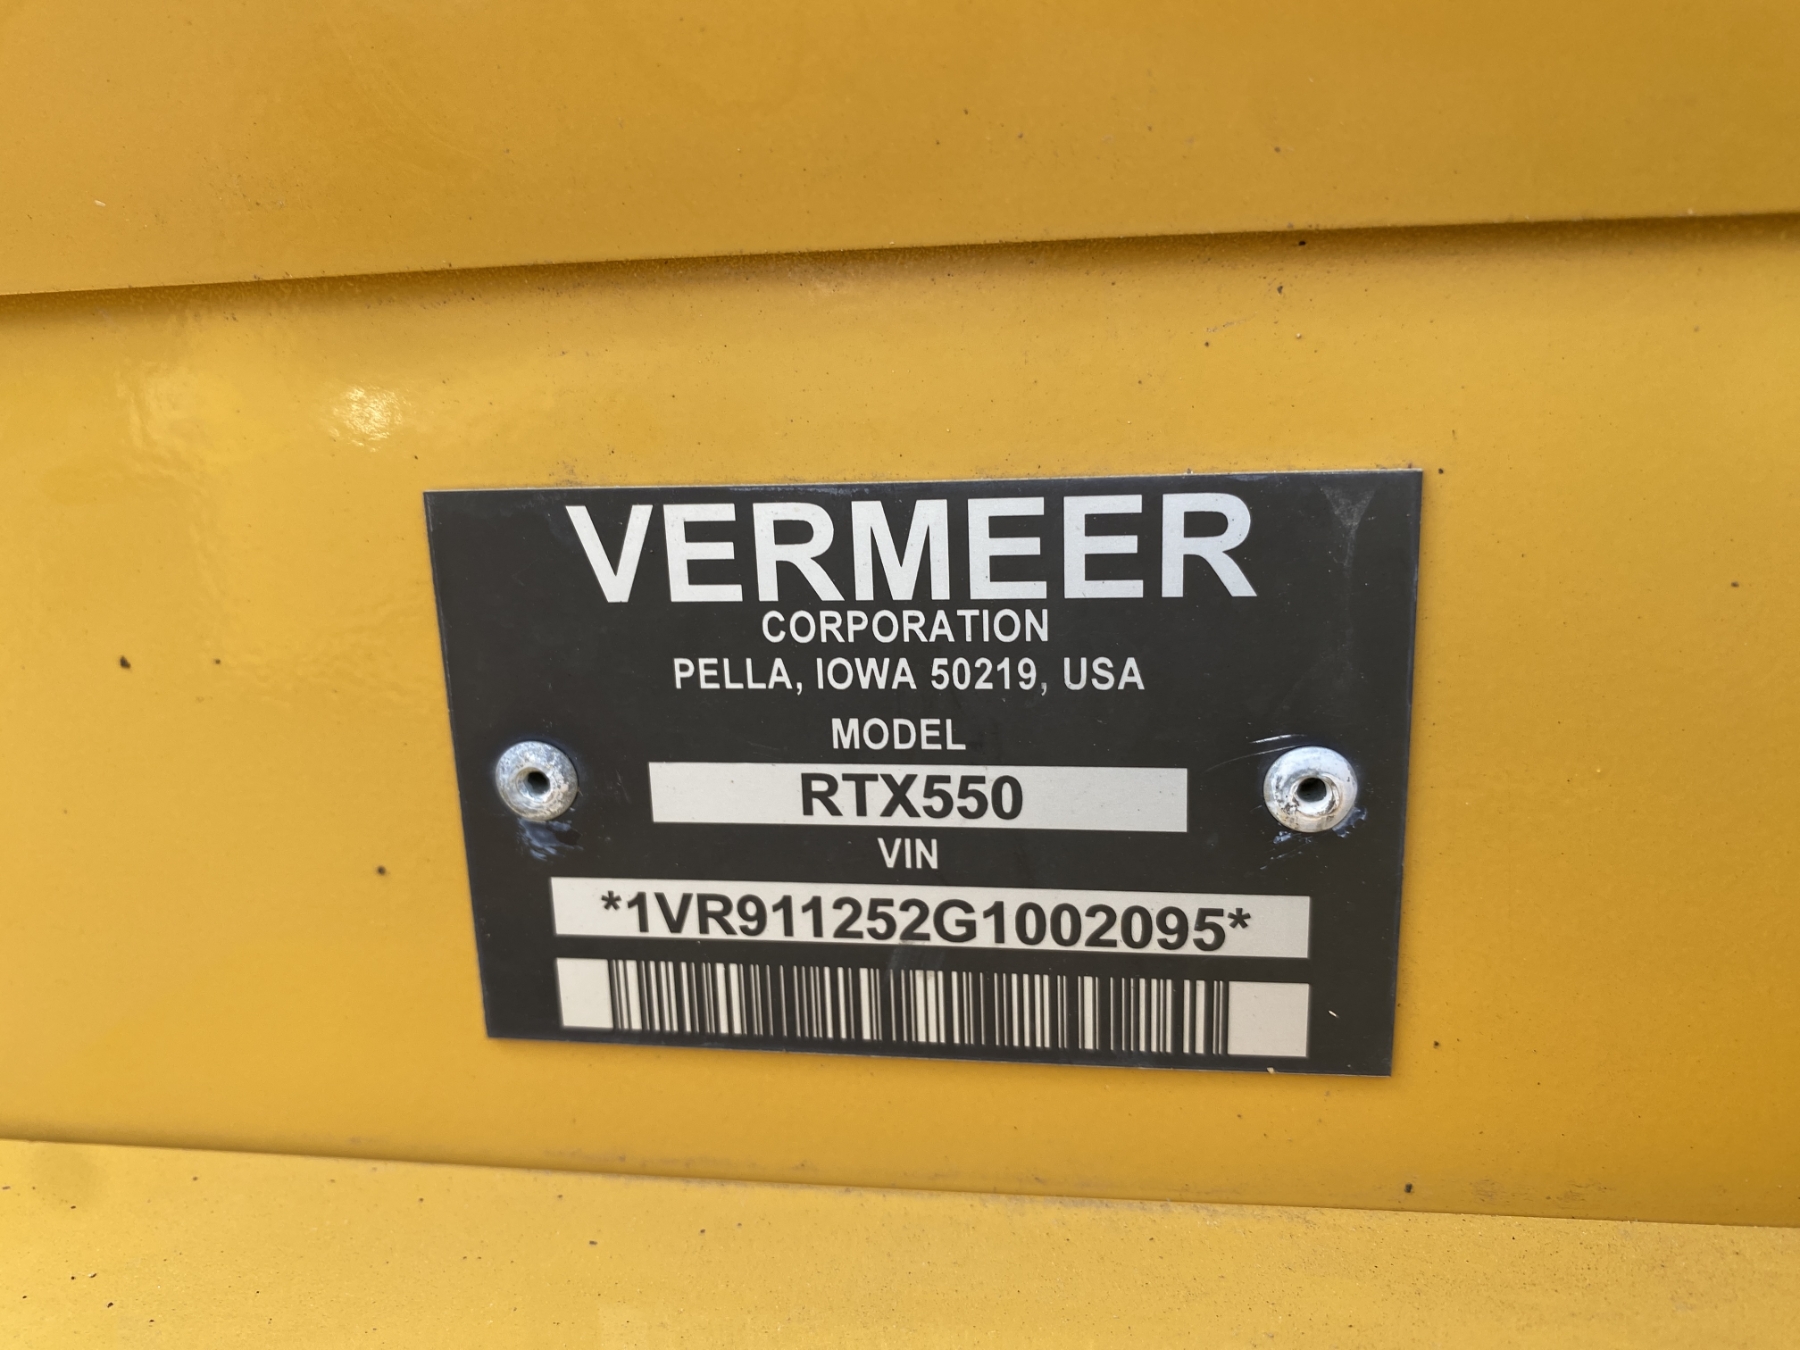 VERMEER
CORPORATION
PELLA, IOWA 50219, USA
MODEL
RTX550
VIN
*1VR911252G1002095*